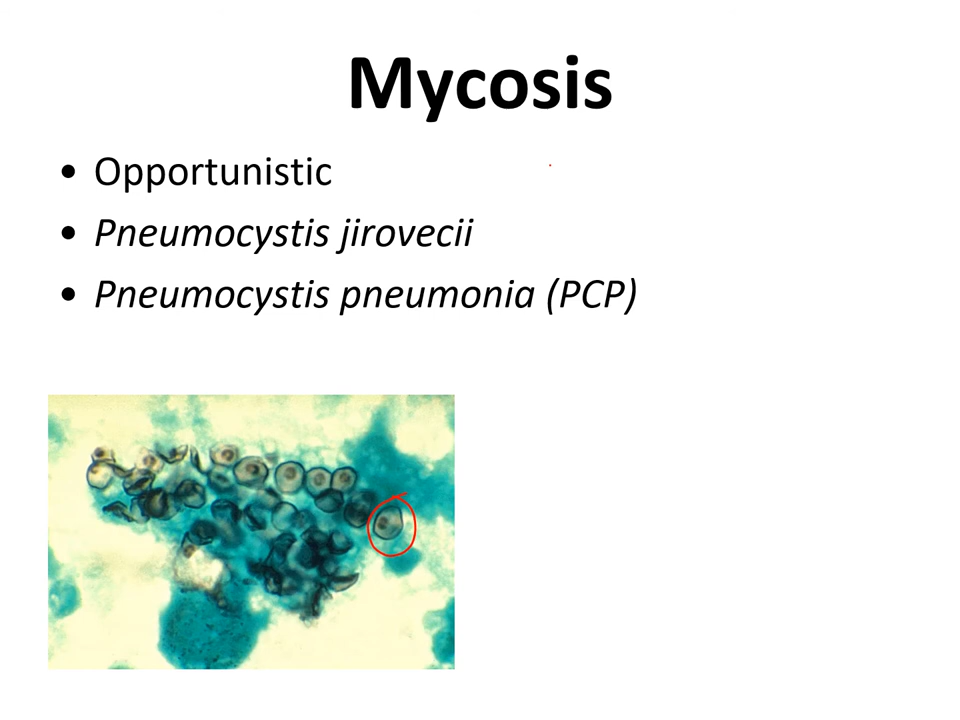 Mycosis
• Opportunistic
• Pneumocystis jirovecii
• Pneumocystis pneumonia (PCP)